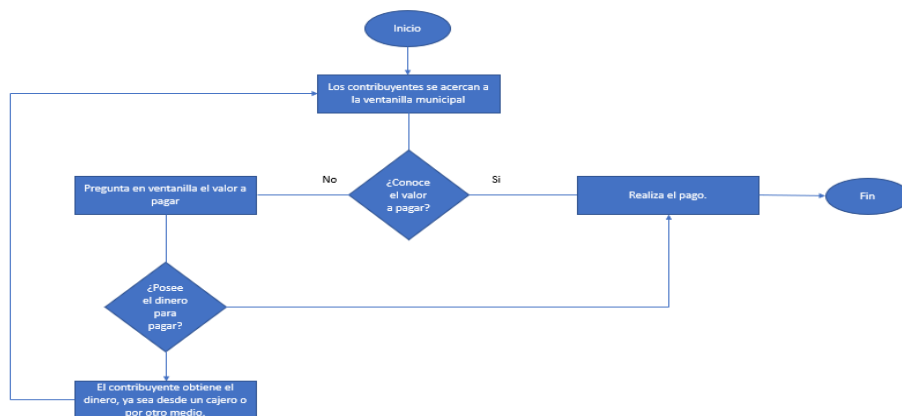 Inicio
Los contribuyentes se acercan a
la ventanilla municipal
¿Conoce
el valor
a pagar?
No
Si
Pregunta en ventanilla el valor a
pagar
Realiza el pago.
Fin
¿Posee
el dinero
para
pagar?
El contribuyente obtiene el
dinero, ya sea desde un cajero o
por otro medio.